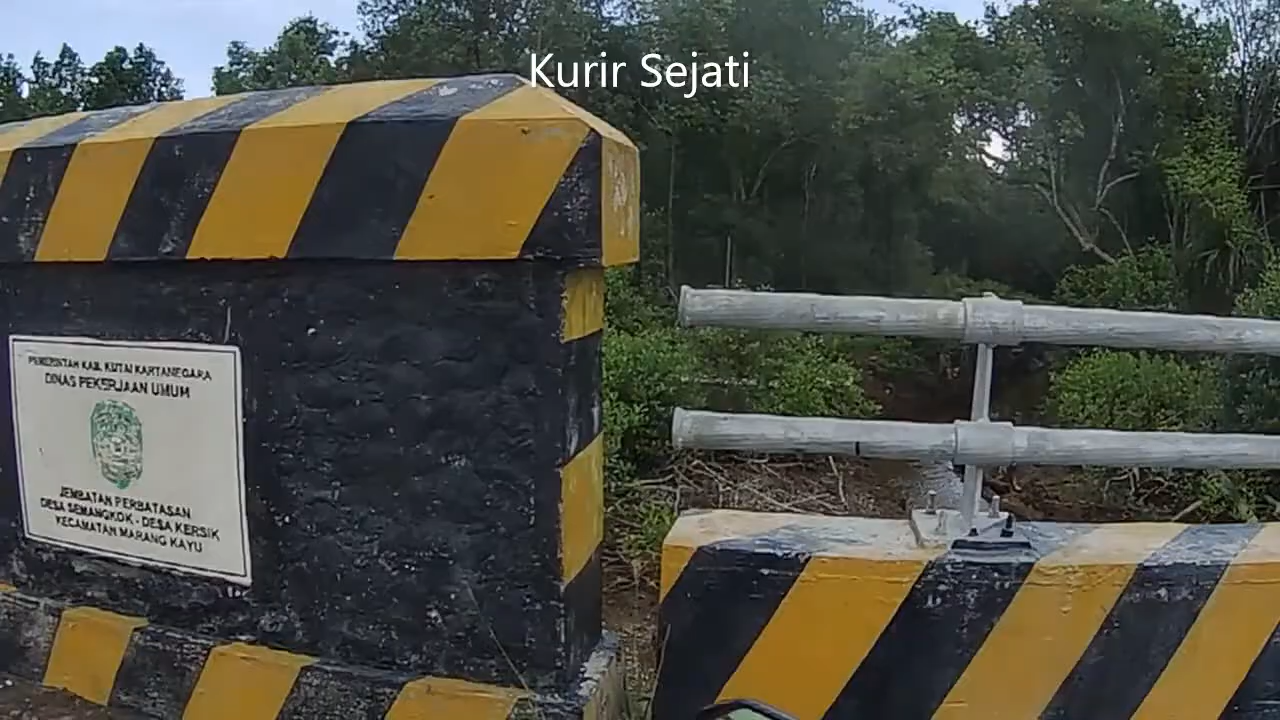 Kurir Sejati
PEMERINTAH KAB. KUTAI KARTANEGARA
DINAS PEKERJAAN UMUM
JEMBATAN PERBATASAN
DESA SEMANGKOK - DESA KERSIK
KECAMATAN MARANG KAYU